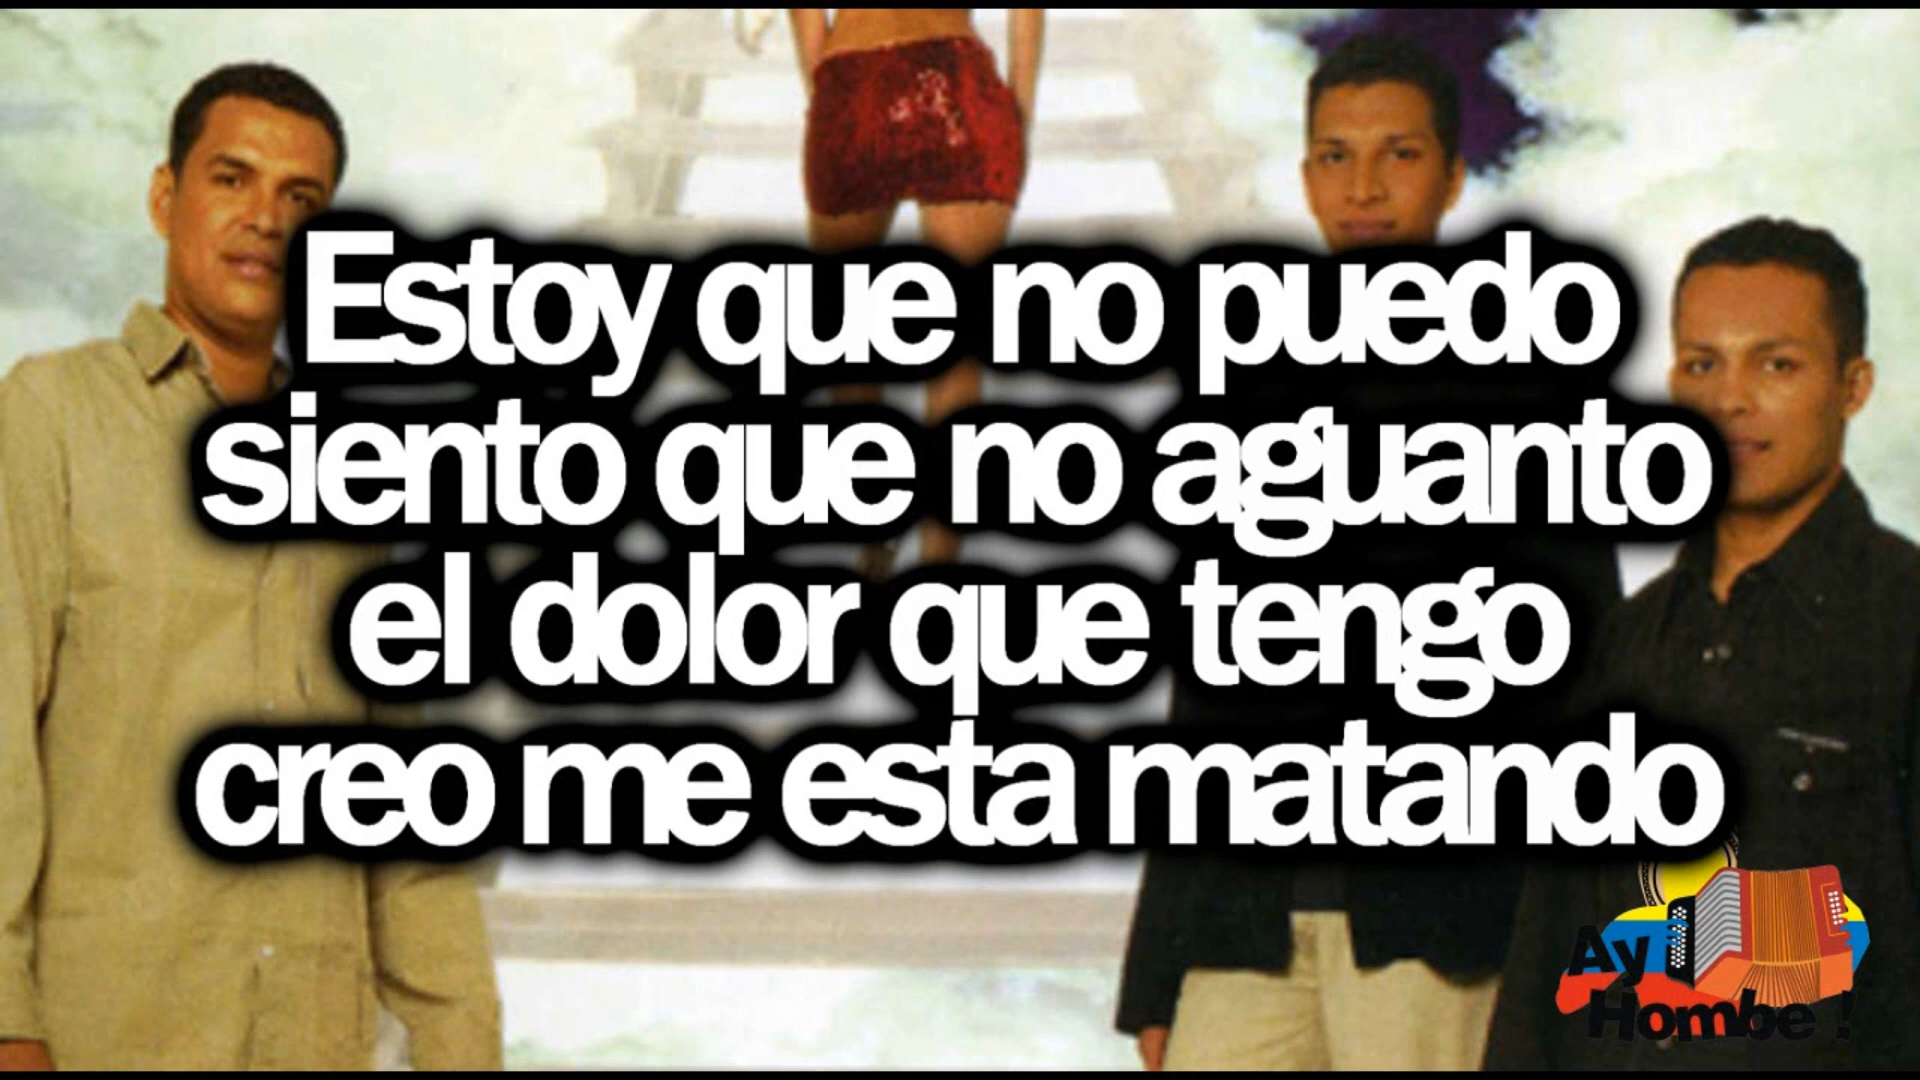 Estoy que no puedo
siento que no aguanto
el dolor que tengo
creo me esta matando
Ay
Hombe !